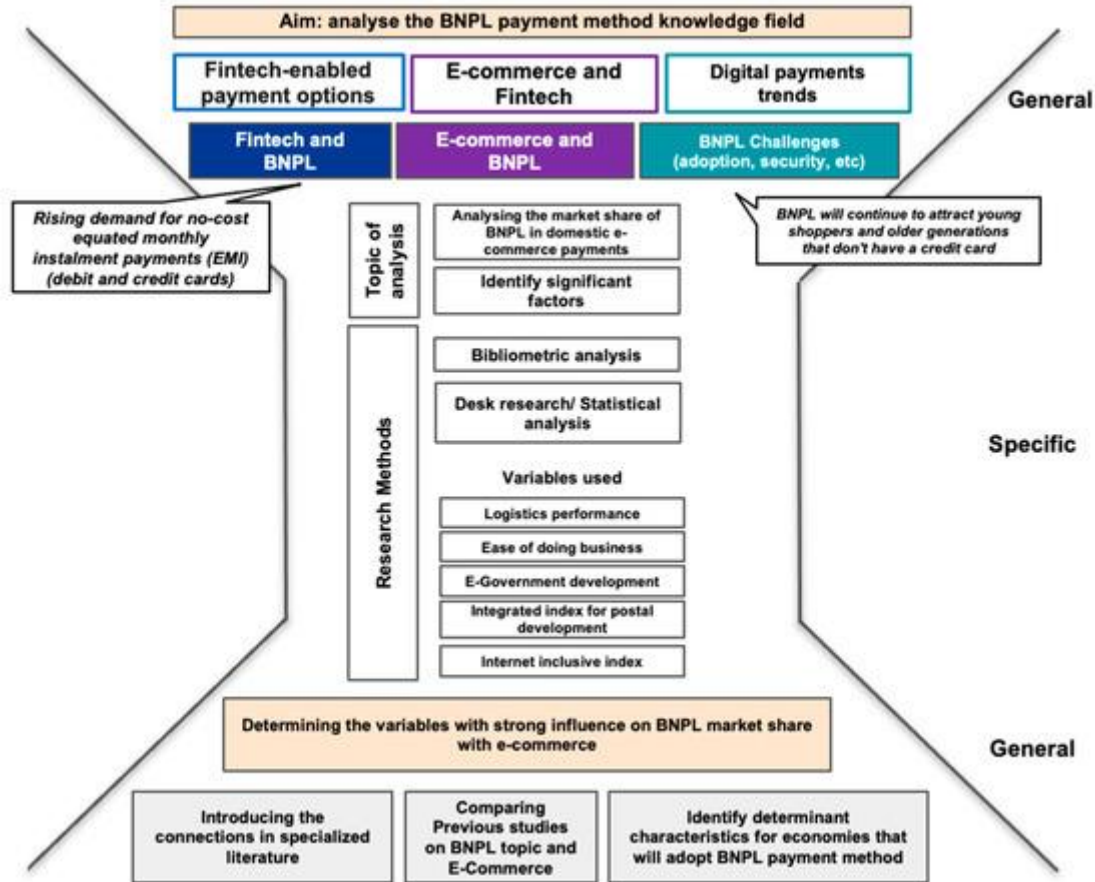 Aim: analyse the BNPL payment method knowledge field
Fintech-enabled
payment options
E-commerce and
Fintech
Digital payments
trends
General
Fintech and
BNPL
E-commerce and
BNPL
BNPL Challenges
(adoption, security, etc)
Rising demand for no-cost
equated monthly
instalment payments (EMI)
(debit and credit cards)
BNPL will continue to attract young
shoppers and older generations
that don't have a credit card
Topic of
analysis
Analysing the market share of
BNPL in domestic e-
commerce payments
Identify significant
factors
Research Methods
Bibliometric analysis
Desk research/ Statistical
analysis
Specific
Variables used
Logistics performance
Ease of doing business
E-Government development
Integrated index for postal
development
Internet inclusive index
Determining the variables with strong influence on BNPL market share
with e-commerce
General
Introducing the
connections in specialized
literature
Comparing
Previous studies
on BNPL topic and
E-Commerce
Identify determinant
characteristics for economies that
will adopt BNPL payment method